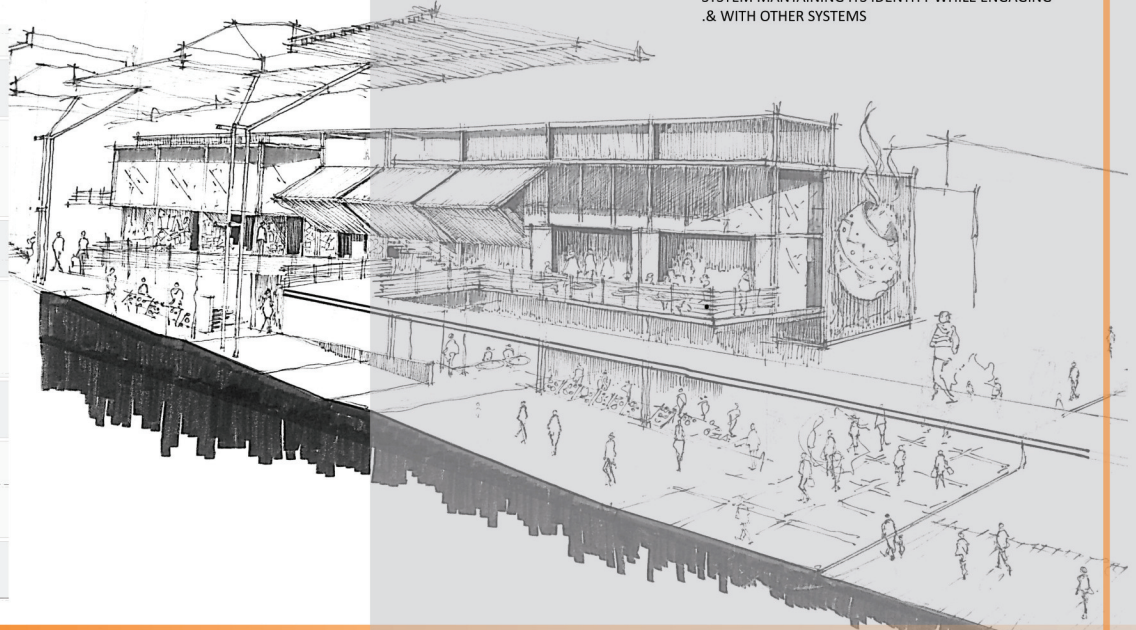 SYSTEM MAINTAINING ITS IDENTITY WHILE ENGAGING
.& WITH OTHER SYSTEMS